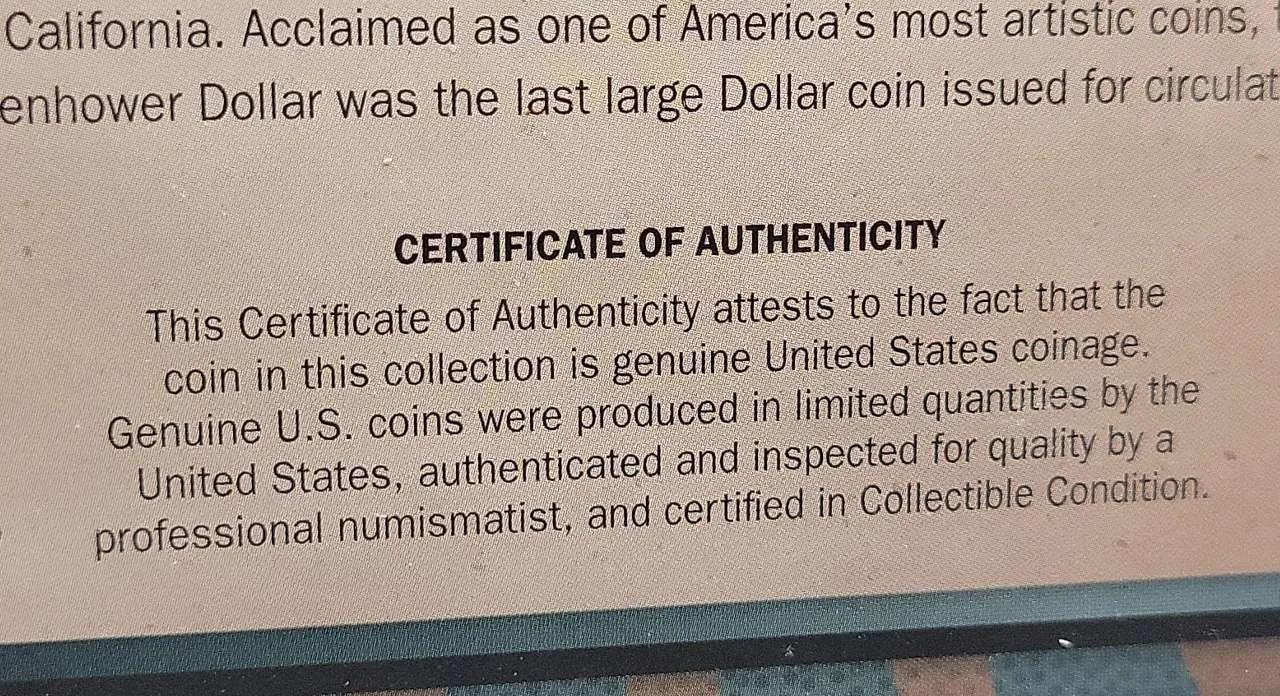 California. Acclaimed as one of America's most artistic coins,
enhower Dollar was the last large Dollar coin issued for circulat
CERTIFICATE OF AUTHENTICITY
This Certificate of Authenticity attests to the fact that the
coin in this collection is genuine United States coinage.
Genuine U.S. coins were produced in limited quantities by the
United States, authenticated and inspected for quality by a
professional numismatist, and certified in Collectible Condition.